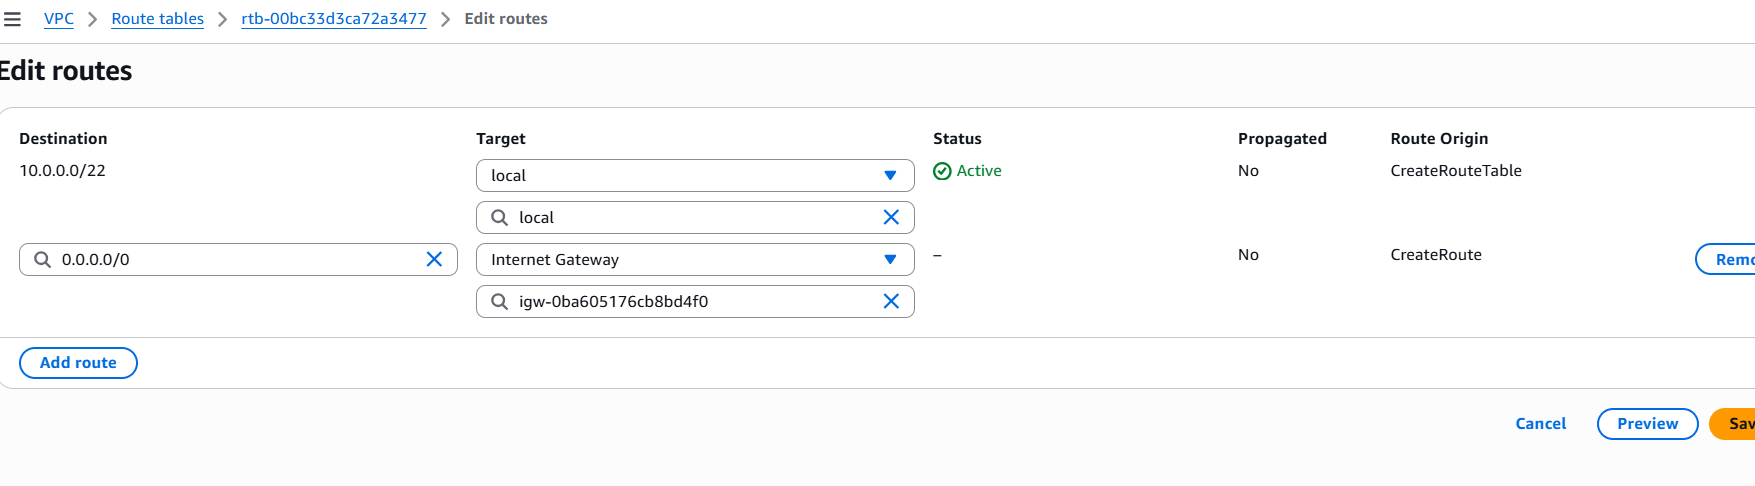 VPC > Route tables > rtb-00bc33d3ca72a3477 > Edit routes
Edit routes
Destination Target Status Propagated Route Origin
10.0.0.0/22 local Active No CreateRouteTable
local
0.0.0.0/0 Internet Gateway – No CreateRoute
igw-0ba605176cb8bd4f0
Add route
Cancel Preview